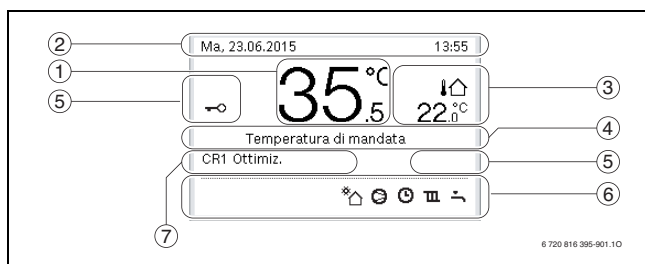 ② Ma, 23.06.2015 13:55
① 35.5 °C
③ 22.0 °C
⑤
④ Temperatura di mandata
⑦ CR1 Ottimiz.
⑤
⑥
6 720 816 395-901.1O